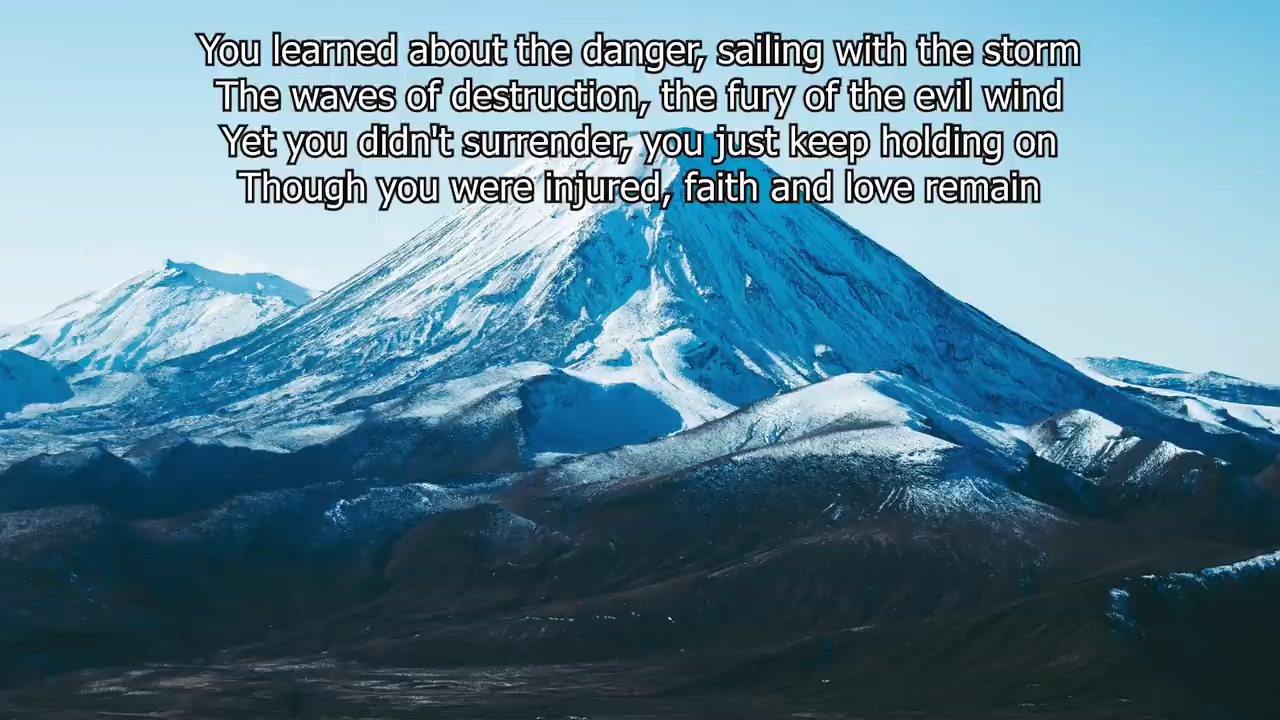 You learned about the danger, sailing with the storm
The waves of destruction, the fury of the evil wind
Yet you didn't surrender, you just keep holding on
Though you were injured, faith and love remain